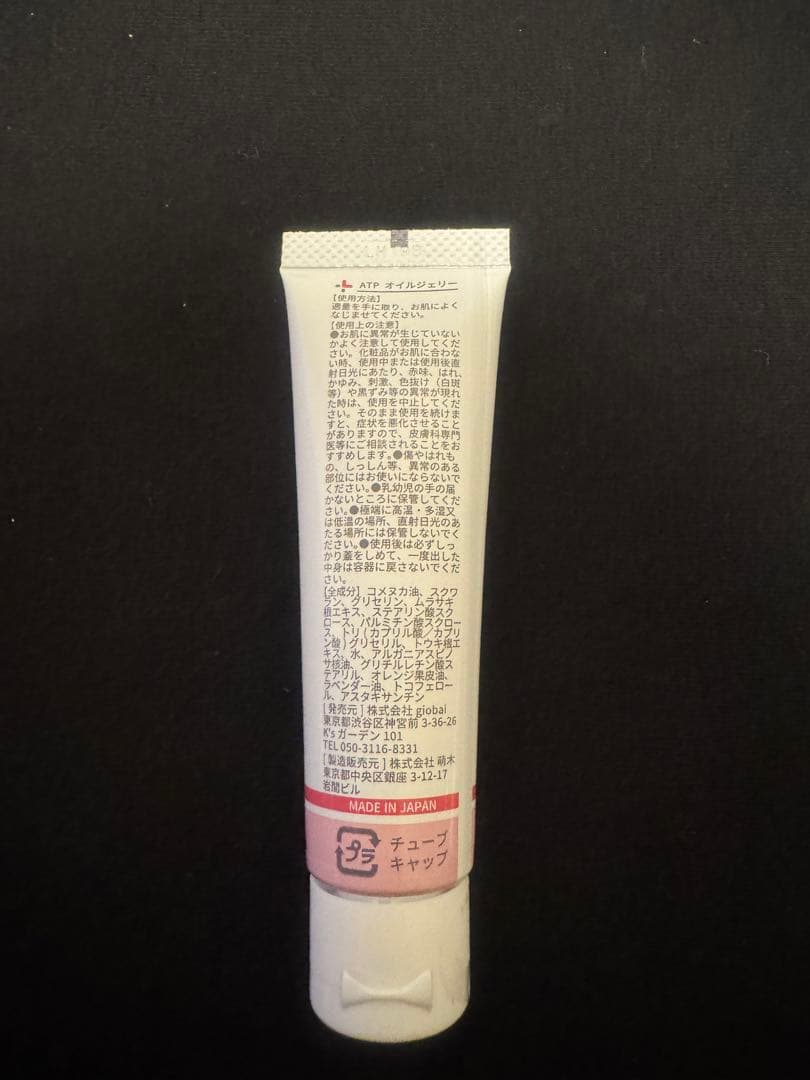 ATP オイルジェリー
【使用方法】
適量を手に取り、お肌によく
なじませてください。
【使用上の注意】
●お肌に異常が生じていない
かよく注意して使用してくだ
さい。化粧品がお肌に合わな
い時、使用中または使用後直
射日光にあたり、赤味、はれ、
かゆみ、刺激、色抜け（白斑
等）や黒ずみ等の異常が現れ
た時は、使用を中止してくだ
さい。そのまま使用を続けま
すと、症状を悪化させること
がありますので、皮膚科専門
医等にご相談されることをお
すすめします。●傷やはれも
の、しっしん等、異常のある
部位にはお使いにならないで
ください。●乳幼児の手の届
かないところに保管してくだ
さい。●極端に高温・多湿又
は低温の場所、直射日光のあ
たる場所には保管しないでく
ださい。●使用後は必ずしっ
かり蓋をしめて、一度出した
中身は容器に戻さないでくだ
さい。
[全成分] コメヌカ油、スクワ
ラン、グリセリン、ムラサキ
根エキス、ステアリン酸スク
ロース、パルミチン酸スクロー
ス、トリ(カプリル酸／カプリ
ン酸)グリセリル、トウキ根エ
キス、水、アルガニアスピノ
サ核油、グリチルレチン酸ス
テアリル、オレンジ果皮油、
ラベンダー油、トコフェロー
ル、アスタキサンチン
[発売元] 株式会社 giobai
東京都渋谷区神宮前 3-36-26
K's ガーデン 101
TEL 050-3116-8331
[製造販売元] 株式会社 萌木
東京都中央区銀座 3-12-17
岩間ビル
MADE IN JAPAN
プラ チューブ
キャップ